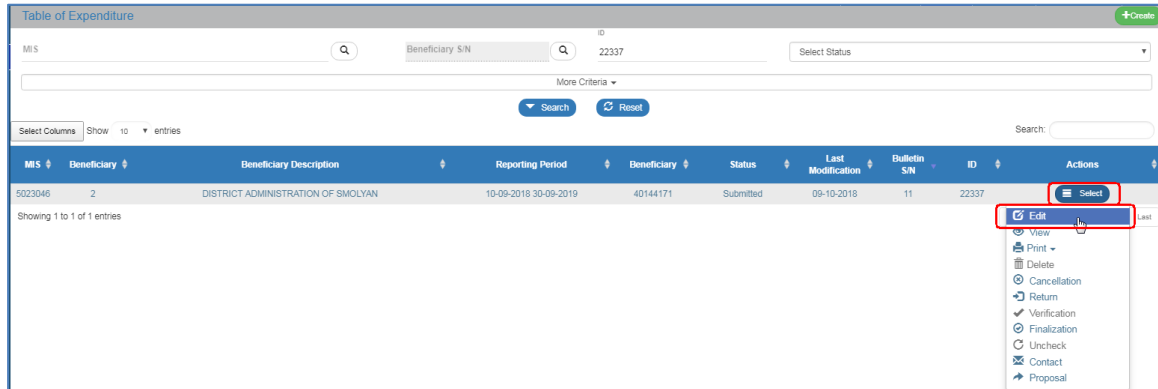 Table of Expenditure
Create
ID
MIS
Beneficiary S/N
22337
Select Status
More Criteria
Search
Reset
Select Columns Show 10 entries
Search:
MIS Beneficiary Beneficiary Description Reporting Period Beneficiary Status Last Modification Bulletin S/N ID Actions
5023046 2 DISTRICT ADMINISTRATION OF SMOLYAN 10-09-2018 30-09-2019 40144171 Submitted 09-10-2018 11 22337 Select
Showing 1 to 1 of 1 entries
Last
Edit
View
Print
Delete
Cancellation
Return
Verification
Finalization
Uncheck
Contact
Proposal